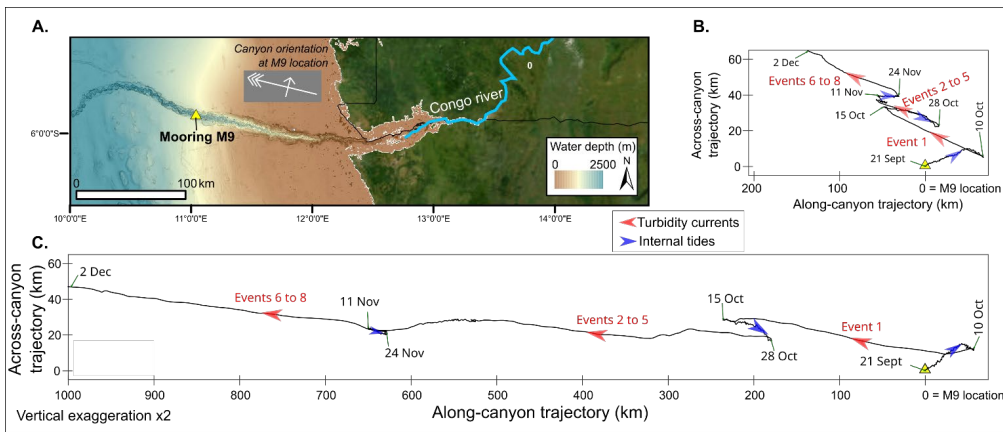 A.
Canyon orientation
at M9 location
Mooring M9
Congo river
0
6°0'0"S
0
100 km
Water depth (m)
0
2500
N
10°0'0"E
11°0'0"E
12°0'0"E
13°0'0"E
14°0'0"E
Turbidity currents
Internal tides
B.
Across-canyon
trajectory (km)
60
40
20
0
2 Dec
Events 6 to 8
24 Nov
11 Nov
Events 2 to 5
15 Oct
28 Oct
10 Oct
Event 1
21 Sept
0 = M9 location
200
100
0
Along-canyon trajectory (km)
C.
Across-canyon
trajectory (km)
60
40
20
0
2 Dec
Events 6 to 8
11 Nov
24 Nov
Events 2 to 5
15 Oct
28 Oct
Event 1
21 Sept
10 Oct
1000
900
800
700
600
500
400
300
200
100
0
Vertical exaggeration x2
Along-canyon trajectory (km)
0 = M9 location